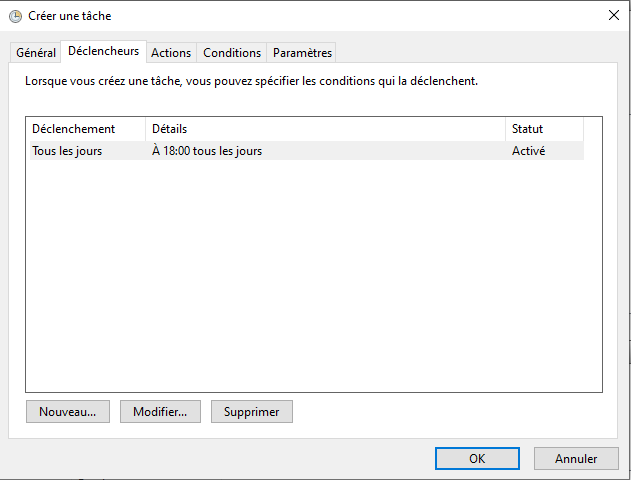 Créer une tâche
Général Déclencheurs Actions Conditions Paramètres
Lorsque vous créez une tâche, vous pouvez spécifier les conditions qui la déclenchent.
Déclenchement Détails Statut
Tous les jours À 18:00 tous les jours Activé
Nouveau... Modifier... Supprimer
OK Annuler